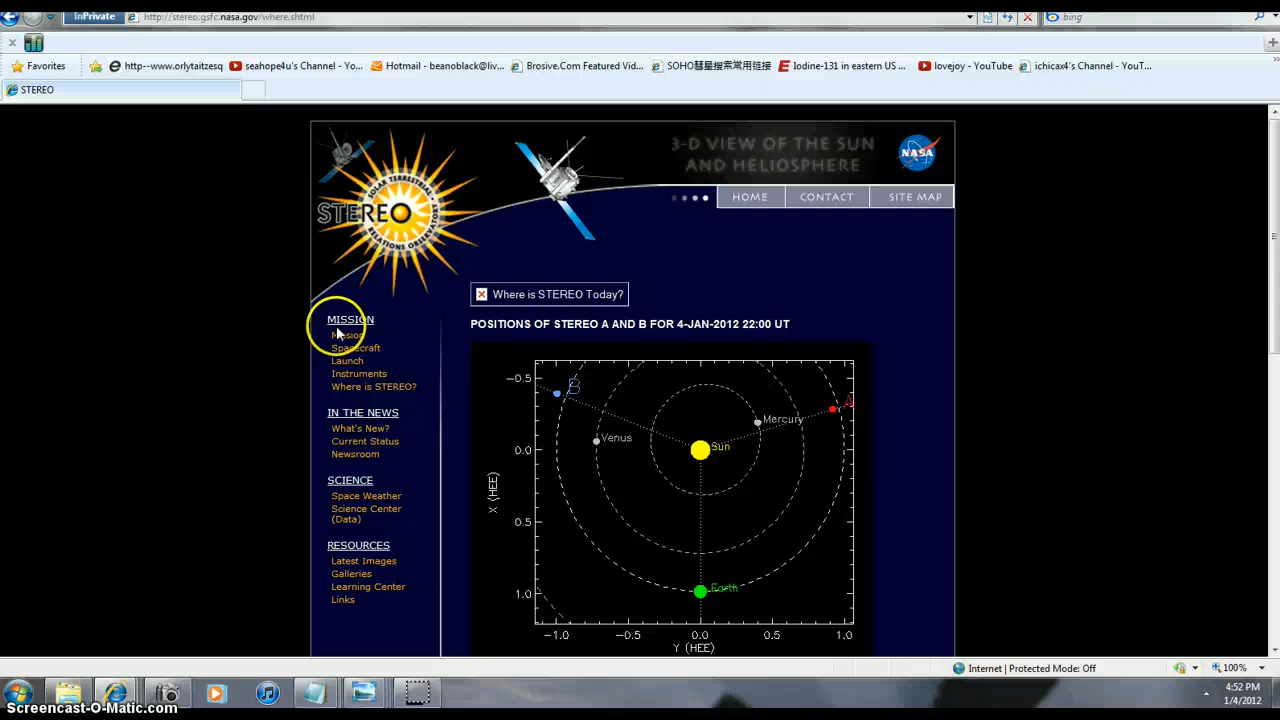 InPrivate
http://stereo.gsfc.nasa.gov/where.shtml
bing
Favorites
http--www.orlytaitzesq
seahope4u's Channel - Yo...
Hotmail - beanoblack@liv...
Brosive.Com Featured Vid...
SOHO彗星搜索常用链接
Iodine-131 in eastern US ...
lovejoy - YouTube
ichicax4's Channel - YouT...
STEREO
3-D VIEW OF THE SUN
AND HELIOSPHERE
NASA
SOLAR TERRESTRIAL
STEREO
RELATIONS OBSERVATORY
HOME
CONTACT
SITE MAP
Where is STEREO Today?
MISSION
Mission
Spacecraft
Launch
Instruments
Where is STEREO?
IN THE NEWS
What's New?
Current Status
Newsroom
SCIENCE
Space Weather
Science Center
(Data)
RESOURCES
Latest Images
Galleries
Learning Center
Links
POSITIONS OF STEREO A AND B FOR 4-JAN-2012 22:00 UT
-0.5
0.0
0.5
1.0
X (HEE)
B
A
Mercury
Venus
Sun
Earth
-1.0
-0.5
0.0
0.5
1.0
Y (HEE)
Internet | Protected Mode: Off
100%
4:52 PM
1/4/2012
Screencast-O-Matic.com